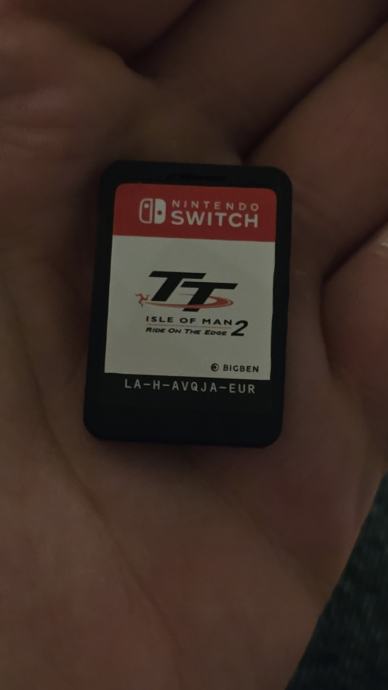 NINTENDO
SWITCH
TT
ISLE OF MAN
RIDE ON THE EDGE 2
BIGBEN
LA-H-AVQJA-EUR